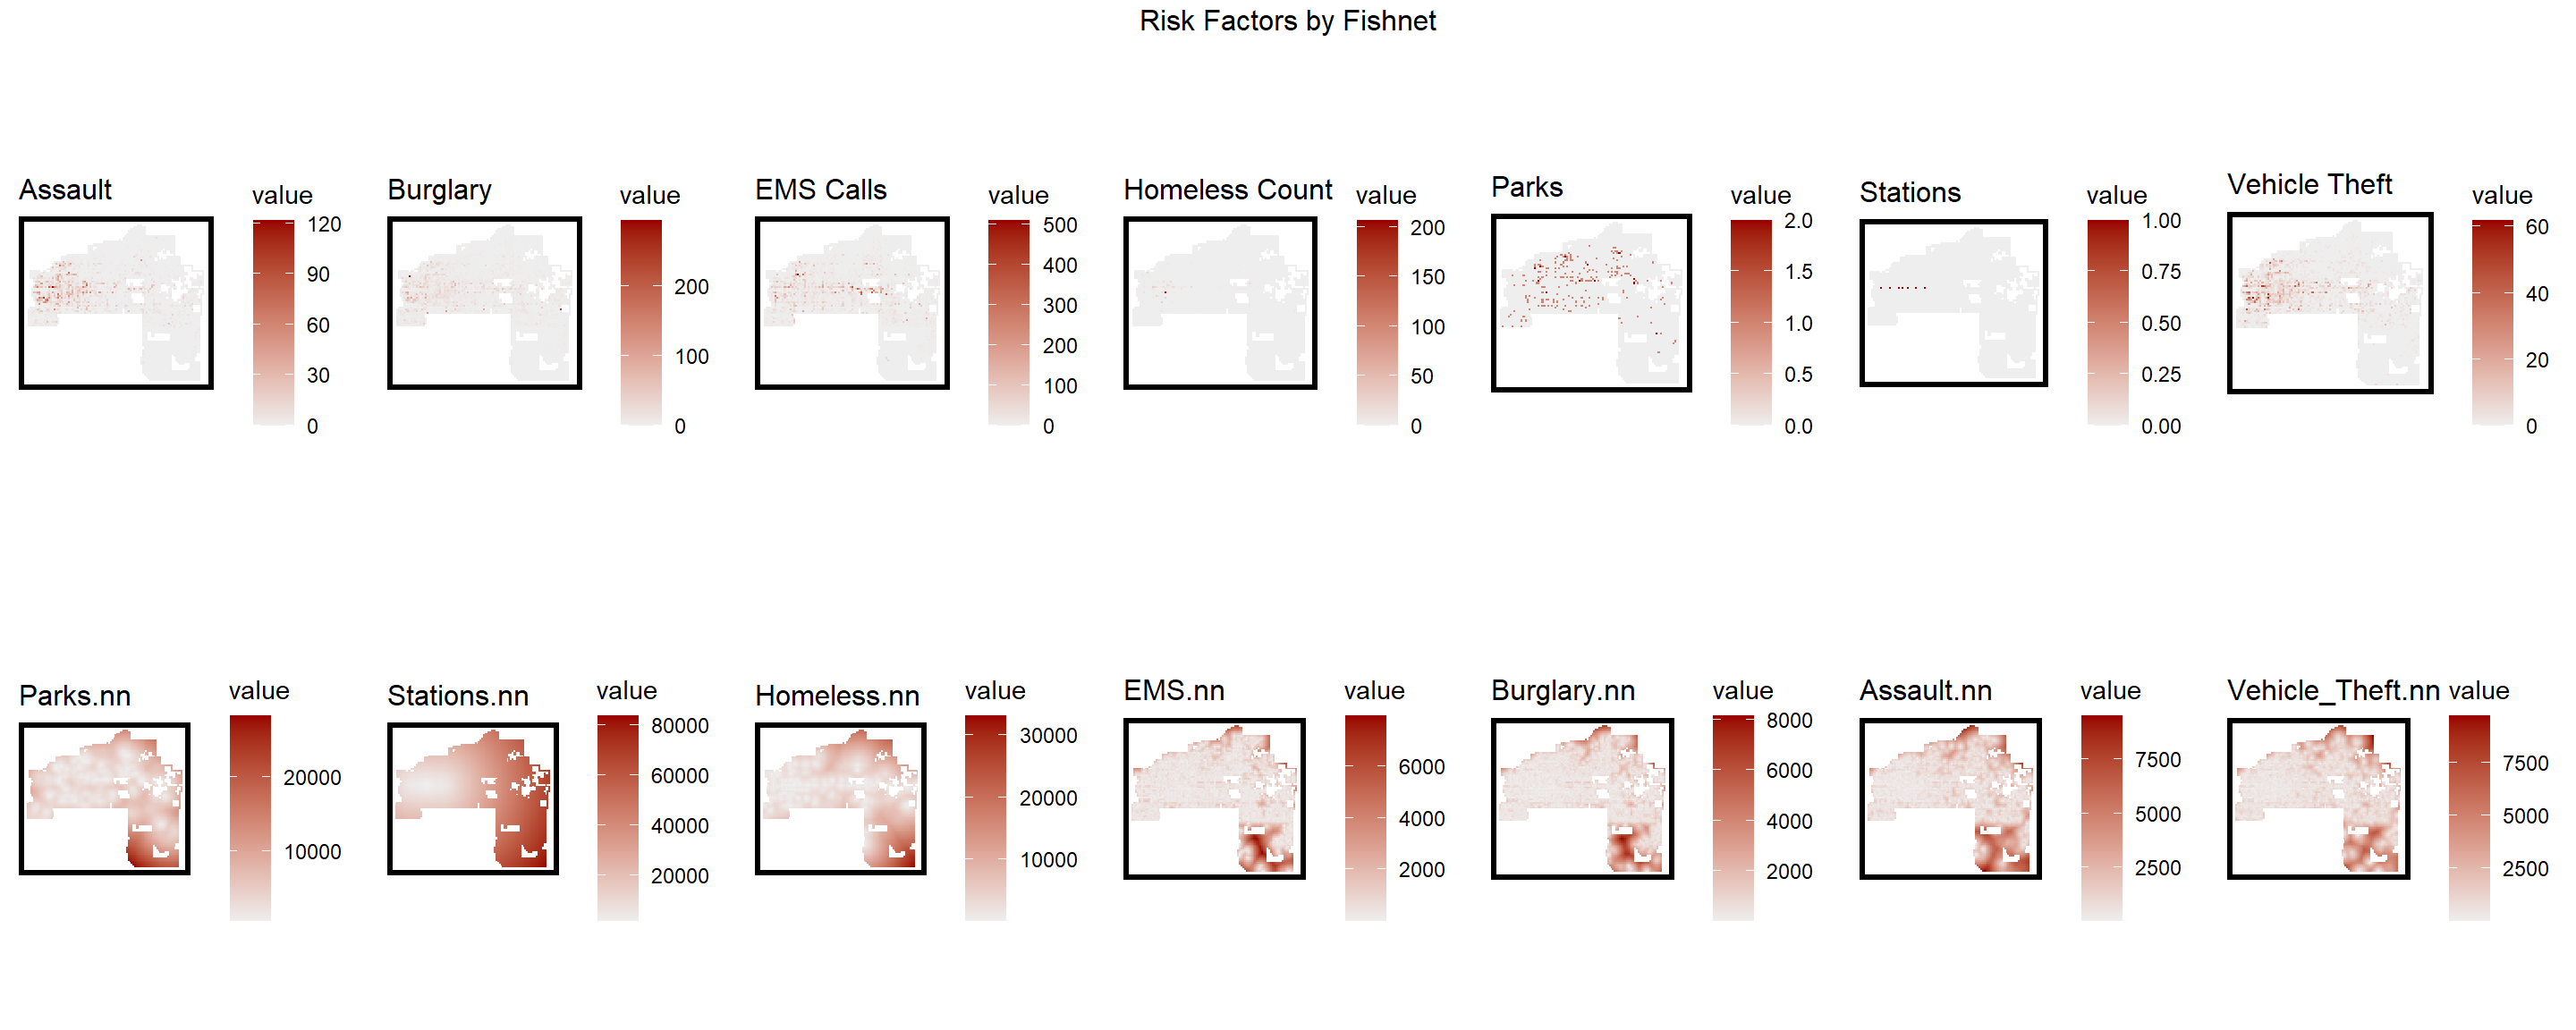 Risk Factors by Fishnet
Assault
value
120
90
60
30
0
Burglary
value
200
100
0
EMS Calls
value
500
400
300
200
100
0
Homeless Count
value
200
150
100
50
0
Parks
value
2.0
1.5
1.0
0.5
0.0
Stations
value
1.00
0.75
0.50
0.25
0.00
Vehicle Theft
value
60
40
20
0
Parks.nn
value
20000
10000
Stations.nn
value
80000
60000
40000
20000
Homeless.nn
value
30000
20000
10000
EMS.nn
value
6000
4000
2000
Burglary.nn
value
8000
6000
4000
2000
Assault.nn
value
7500
5000
2500
Vehicle_Theft.nn
value
7500
5000
2500